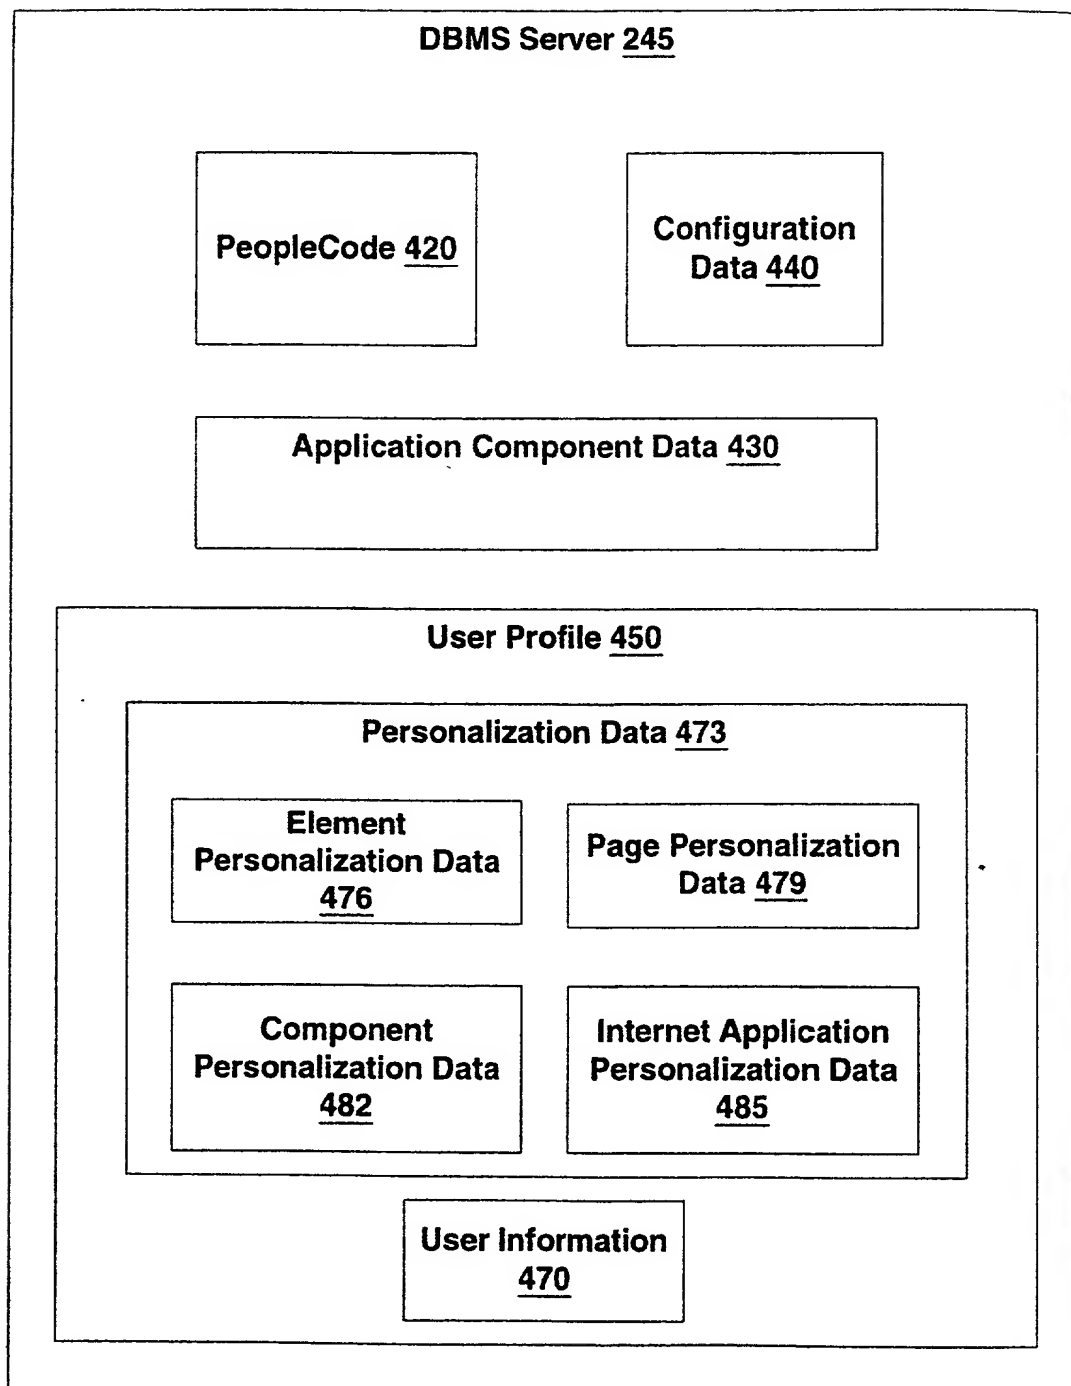 DBMS Server 245
PeopleCode 420
Configuration
Data 440
Application Component Data 430
User Profile 450
Personalization Data 473
Element
Personalization Data
476
Page Personalization
Data 479
Component
Personalization Data
482
Internet Application
Personalization Data
485
User Information
470